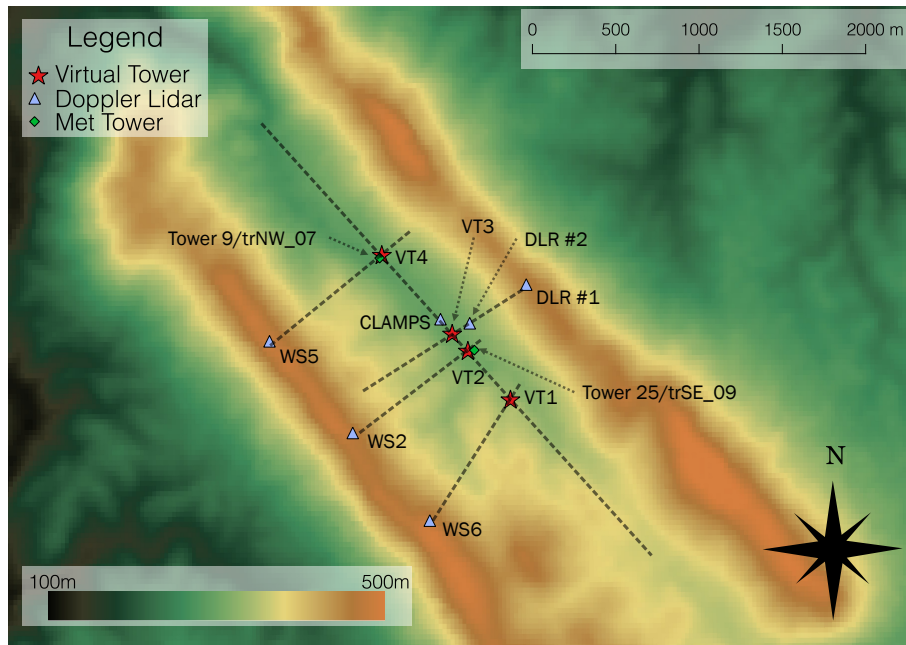 Legend
Virtual Tower
Doppler Lidar
Met Tower
0 500 1000 1500 2000 m
Tower 9/trNW_07
VT4
VT3
DLR #2
DLR #1
CLAMPS
WS5
VT2
VT1
Tower 25/trSE_09
WS2
WS6
N
100m 500m